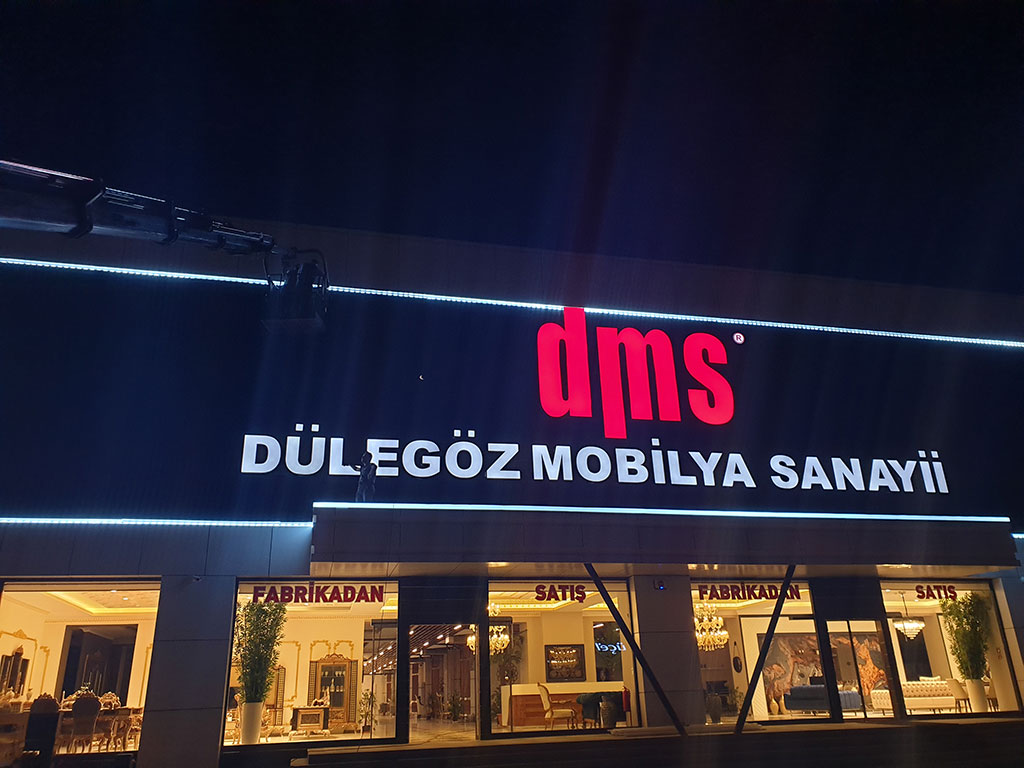 dms®
DÜLEGÖZ MOBİLYA SANAYİİ
FABRİKADAN SATIŞ FABRİKADAN SATIŞ